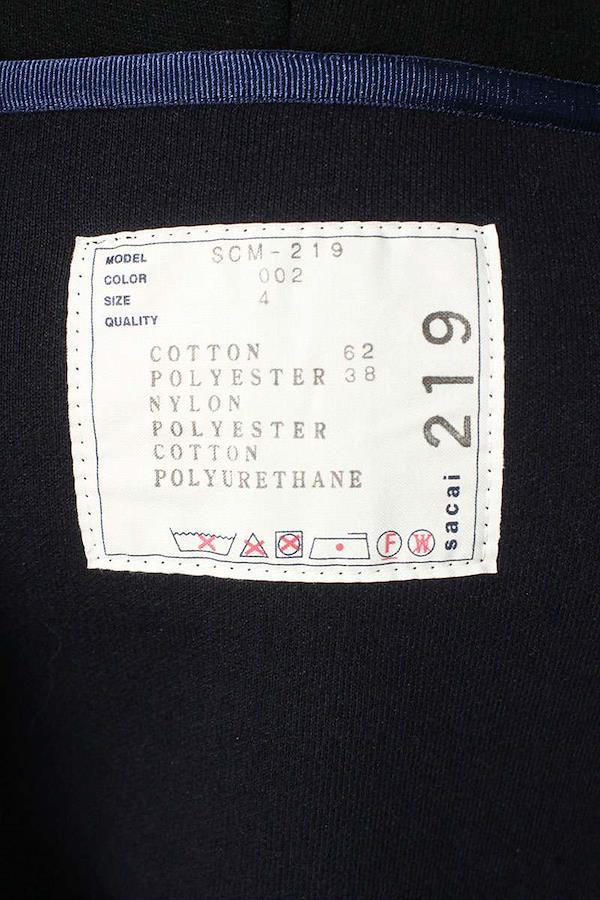 MODEL SCM-219
COLOR 002
SIZE 4
QUALITY
COTTON 62
POLYESTER 38
NYLON
POLYESTER
COTTON
POLYURETHANE
F W
sacai 219